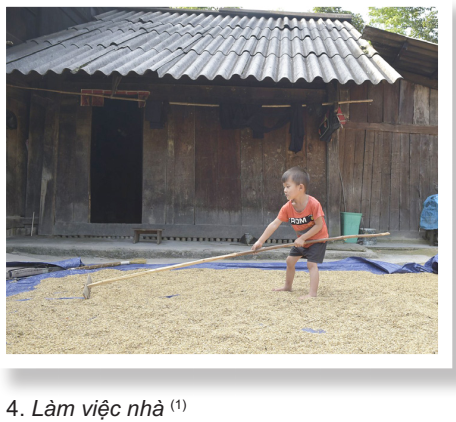 4. Làm việc nhà (1)